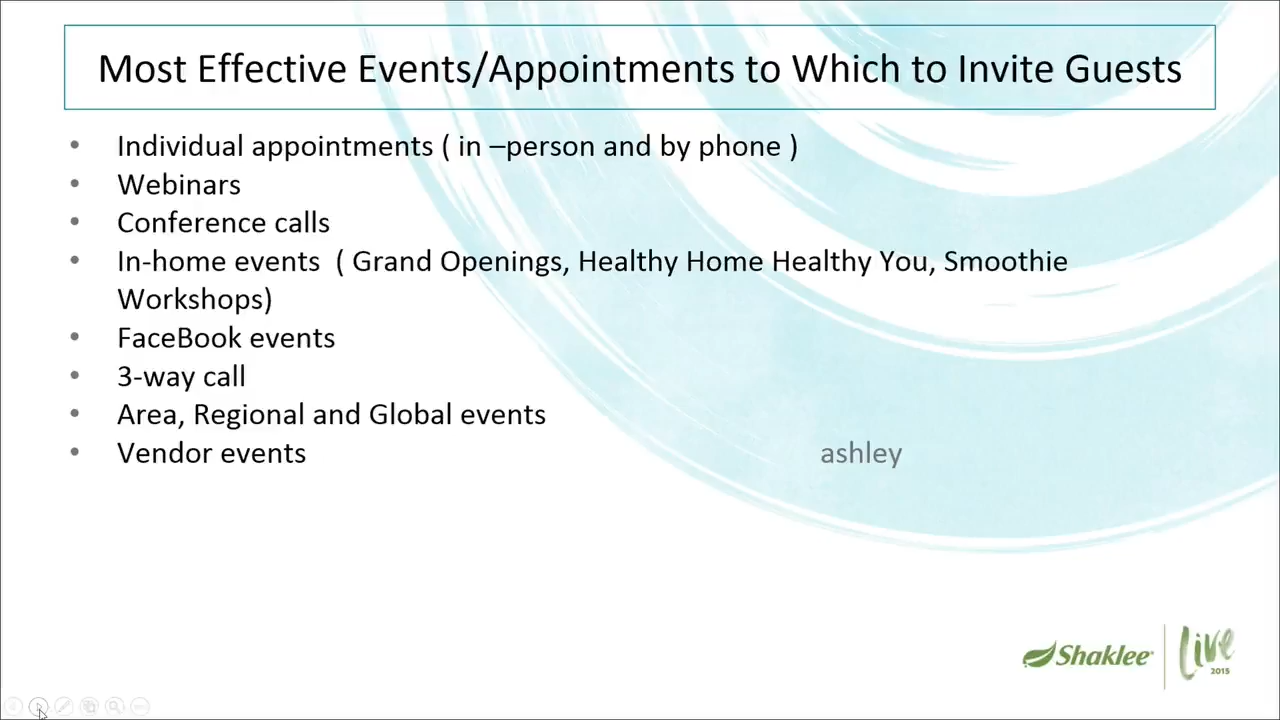 Most Effective Events/Appointments to Which to Invite Guests
• Individual appointments ( in –person and by phone )
• Webinars
• Conference calls
• In-home events  ( Grand Openings, Healthy Home Healthy You, Smoothie
Workshops)
• FaceBook events
• 3-way call
• Area, Regional and Global events
• Vendor events
ashley
Shaklee
Live
2015